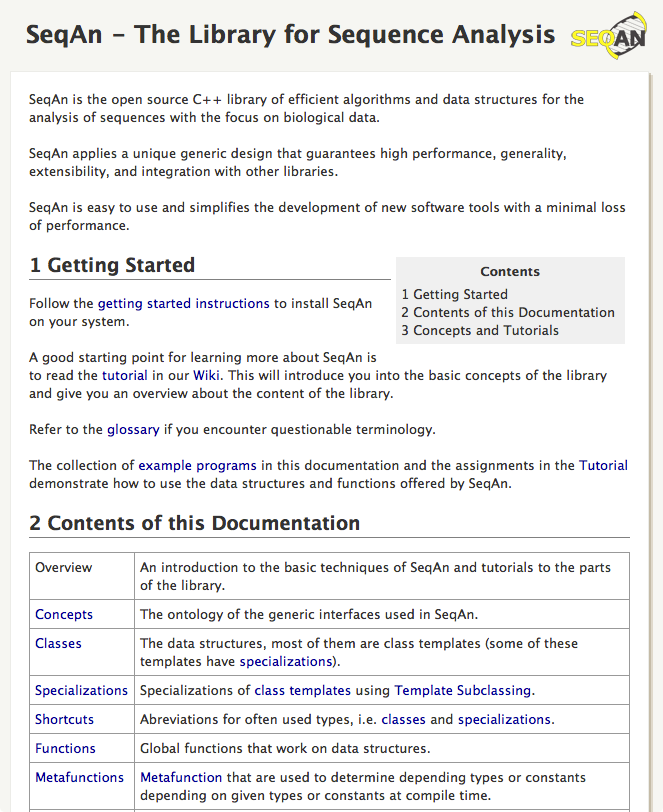 SeqAn - The Library for Sequence Analysis
SEQAN
SeqAn is the open source C++ library of efficient algorithms and data structures for the
analysis of sequences with the focus on biological data.
SeqAn applies a unique generic design that guarantees high performance, generality,
extensibility, and integration with other libraries.
SeqAn is easy to use and simplifies the development of new software tools with a minimal loss
of performance.
1 Getting Started
Contents
1 Getting Started
2 Contents of this Documentation
3 Concepts and Tutorials
Follow the getting started instructions to install SeqAn
on your system.
A good starting point for learning more about SeqAn is
to read the tutorial in our Wiki. This will introduce you into the basic concepts of the library
and give you an overview about the content of the library.
Refer to the glossary if you encounter questionable terminology.
The collection of example programs in this documentation and the assignments in the Tutorial
demonstrate how to use the data structures and functions offered by SeqAn.
2 Contents of this Documentation
Overview An introduction to the basic techniques of SeqAn and tutorials to the parts
of the library.
Concepts The ontology of the generic interfaces used in SeqAn.
Classes The data structures, most of them are class templates (some of these
templates have specializations).
Specializations Specializations of class templates using Template Subclassing.
Shortcuts Abreviations for often used types, i.e. classes and specializations.
Functions Global functions that work on data structures.
Metafunctions Metafunction that are used to determine depending types or constants
depending on given types or constants at compile time.